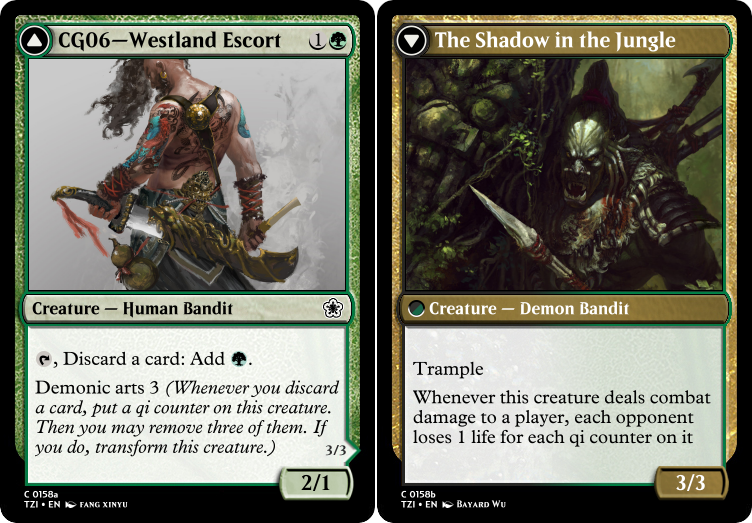 CG06—Westland Escort 1
Creature — Human Bandit
, Discard a card: Add .
Demonic arts 3 (Whenever you discard
a card, put a qi counter on this creature.
Then you may remove three of them. If
you do, transform this creature.)
3/3
2/1
C 0158a
TZI • EN FANG XINYU
The Shadow in the Jungle
Creature — Demon Bandit
Trample
Whenever this creature deals combat
damage to a player, each opponent
loses 1 life for each qi counter on it
3/3
C 0158b
TZI • EN BAYARD WU